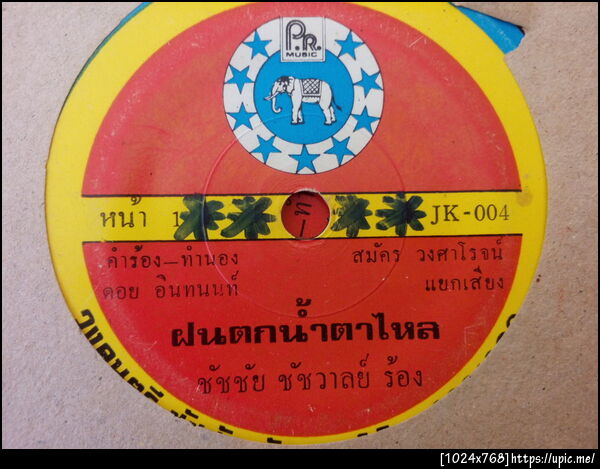 P.R.
MUSIC
หน้า 1
JK-004
คำร้อง–ทำนอง
ดอย อินทนนท์
สมัคร วงศาโรจน์
แยกเสียง
ฝนตกน้ำตาไหล
ชัชชัย ชัชวาลย์ ร้อง
[1024x768]https://upic.me/